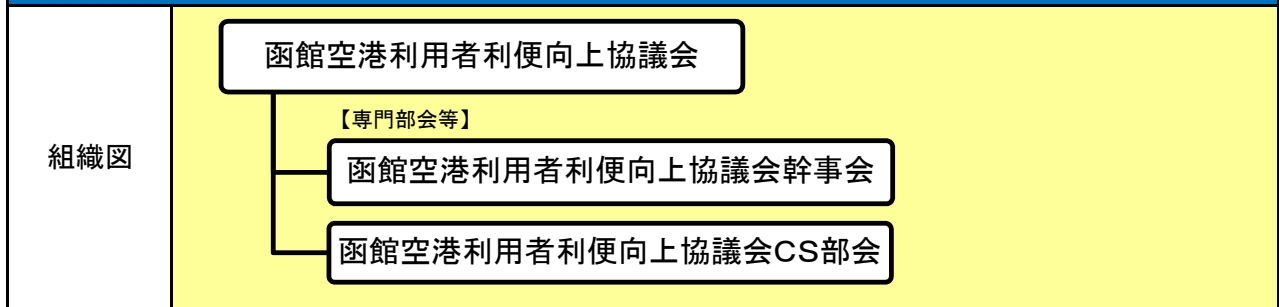 組織図
函館空港利用者利便向上協議会
【専門部会等】
函館空港利用者利便向上協議会幹事会
函館空港利用者利便向上協議会CS部会